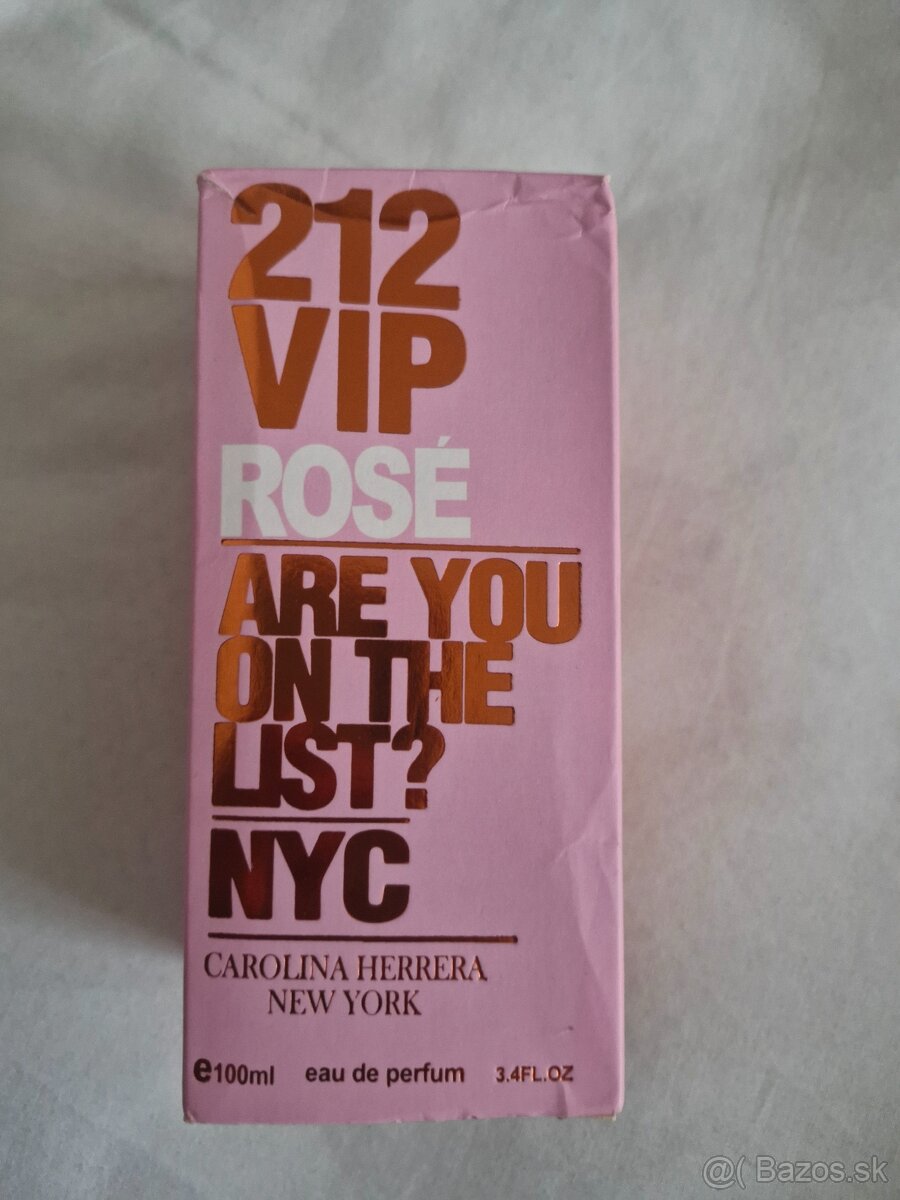 212
VIP
ROSÉ
ARE YOU
ON THE
LIST?
NYC
CAROLINA HERRERA
NEW YORK
e100ml eau de perfum 3.4FL.OZ
@( Bazos.sk